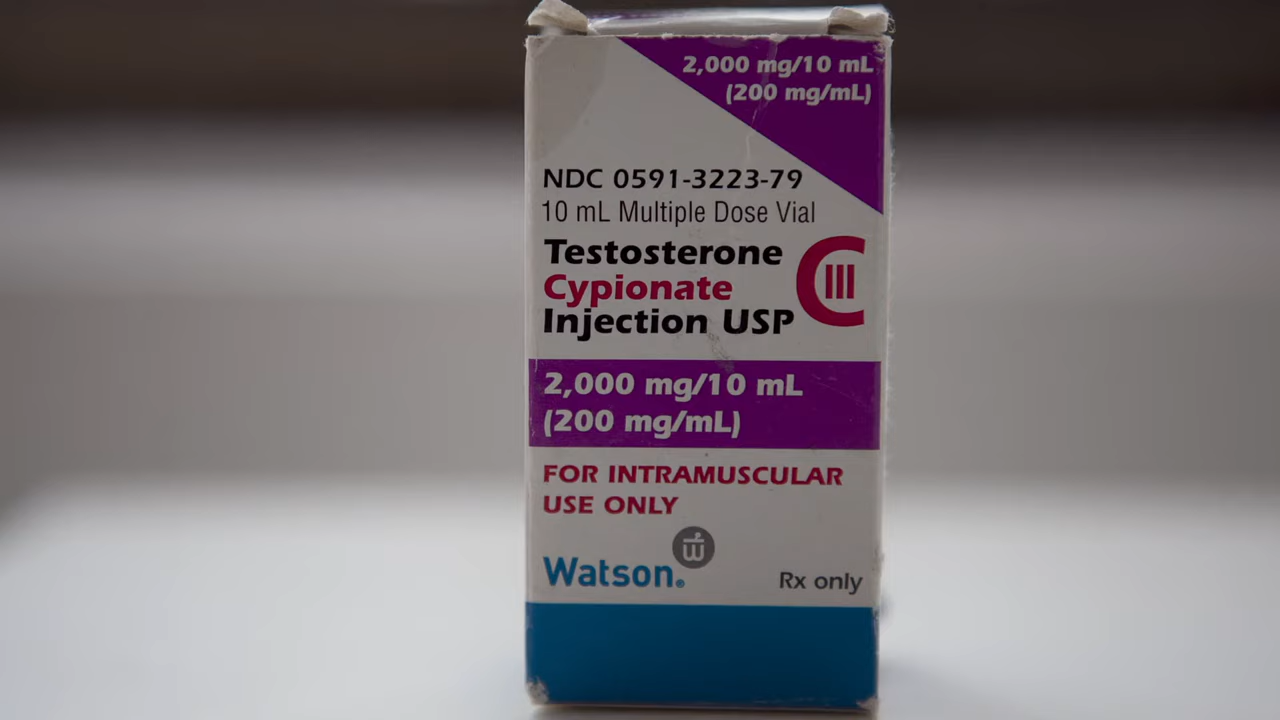 2,000 mg/10 mL
(200 mg/mL)
NDC 0591-3223-79
10 mL Multiple Dose Vial
Testosterone
Cypionate
Injection USP
CIII
2,000 mg/10 mL
(200 mg/mL)
FOR INTRAMUSCULAR
USE ONLY
Watson®
Rx only